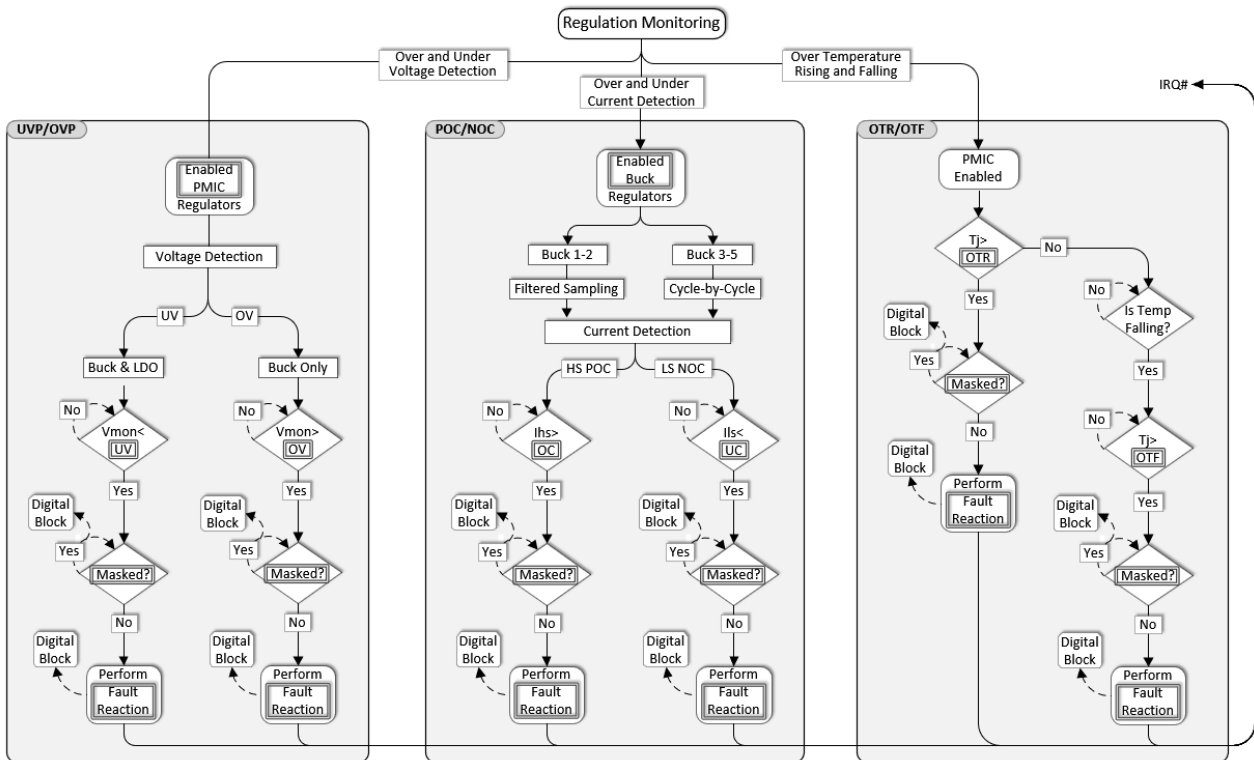 Regulation Monitoring
Over and Under
Voltage Detection
Over and Under
Current Detection
Over Temperature
Rising and Falling
IRQ#
UVP/OVP
Enabled
PMIC
Regulators
Voltage Detection
UV
OV
Buck & LDO
Buck Only
No
Vmon<
UV
No
Vmon>
OV
Yes
Yes
Digital
Block
Yes
Masked?
Digital
Block
Yes
Masked?
No
No
Digital
Block
Perform
Fault
Reaction
Digital
Block
Perform
Fault
Reaction
POC/NOC
Enabled
Buck
Regulators
Buck 1-2
Buck 3-5
Filtered Sampling
Cycle-by-Cycle
Current Detection
HS POC
LS NOC
No
Ihs>
OC
No
Ils<
UC
Yes
Yes
Digital
Block
Yes
Masked?
Digital
Block
Yes
Masked?
No
No
Digital
Block
Perform
Fault
Reaction
Digital
Block
Perform
Fault
Reaction
OTR/OTF
PMIC
Enabled
Tj>
OTR
No
Yes
Digital
Block
Yes
Masked?
No
Digital
Block
Perform
Fault
Reaction
No
Is Temp
Falling?
Yes
No
Tj>
OTF
Yes
Digital
Block
Yes
Masked?
No
Digital
Block
Perform
Fault
Reaction